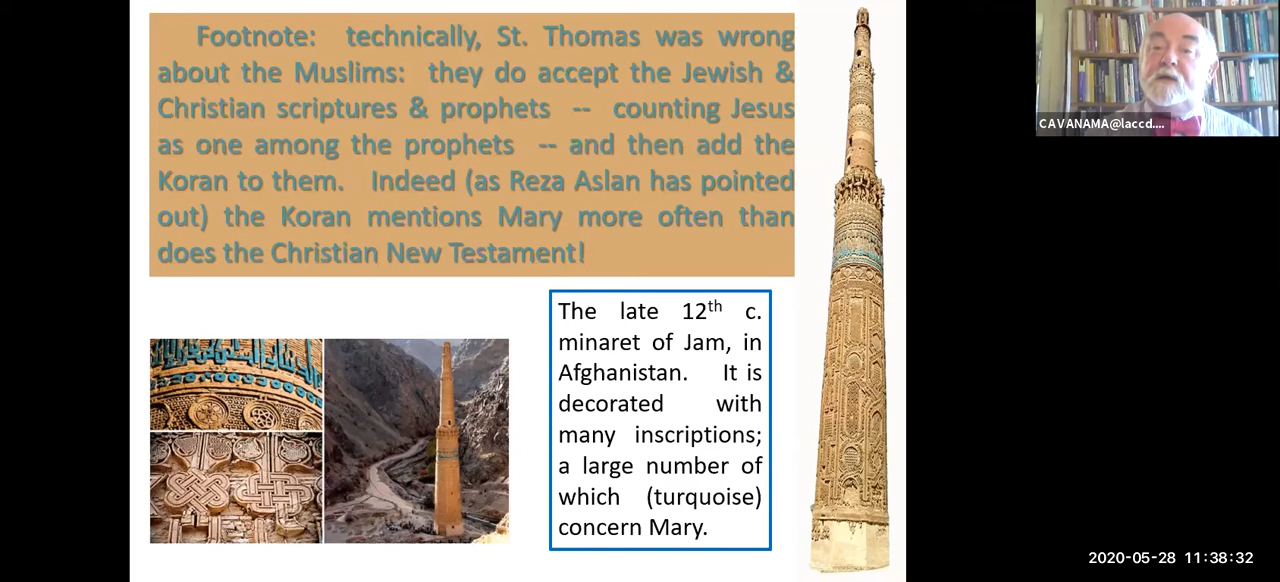 Footnote: technically, St. Thomas was wrong
about the Muslims: they do accept the Jewish &
Christian scriptures & prophets -- counting Jesus
as one among the prophets -- and then add the
Koran to them. Indeed (as Reza Aslan has pointed
out) the Koran mentions Mary more often than
does the Christian New Testament!
The late 12th c.
minaret of Jam, in
Afghanistan. It is
decorated with
many inscriptions;
a large number of
which (turquoise)
concern Mary.
CAVANAMA@laccd....
2020-05-28 11:38:32